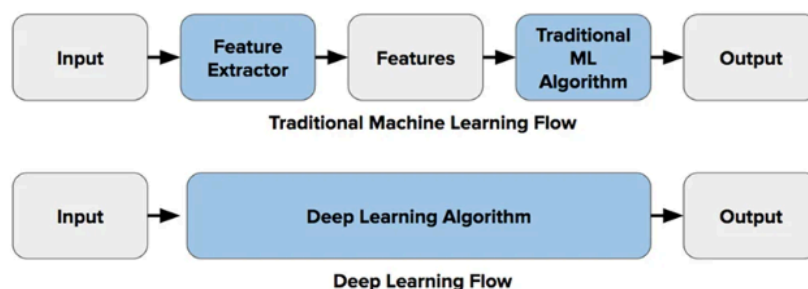 Input
Feature
Extractor
Features
Traditional
ML
Algorithm
Output
Traditional Machine Learning Flow
Input
Deep Learning Algorithm
Output
Deep Learning Flow